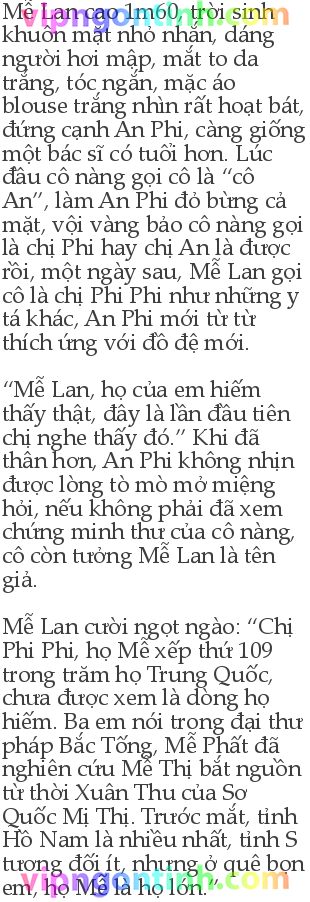 Mễ Lan cao 1m60, trời sinh
khuôn mặt nhỏ nhắn, dáng
người hơi mập, mắt to da
trắng, tóc ngắn, mặc áo
blouse trắng nhìn rất hoạt bát,
đứng cạnh An Phi, càng giống
một bác sĩ có tuổi hơn. Lúc
đầu cô nàng gọi cô là “cô
An”, làm An Phi đỏ bừng cả
mặt, vội vàng bảo cô nàng gọi
là chị Phi hay chị An là được
rồi, một ngày sau, Mễ Lan gọi
cô là chị Phi Phi như những y
tá khác, An Phi mới từ từ
thích ứng với đồ đệ mới.
“Mễ Lan, họ của em hiếm
thấy thật, đây là lần đầu tiên
chị nghe thấy đó.” Khi đã
thân hơn, An Phi không nhịn
được lòng tò mò mở miệng
hỏi, nếu không phải đã xem
chứng minh thư của cô nàng,
cô còn tưởng Mễ Lan là tên
giả.
Mễ Lan cười ngọt ngào: “Chị
Phi Phi, họ Mễ xếp thứ 109
trong trăm họ Trung Quốc,
chưa được xem là dòng họ
hiếm. Ba em nói trong đại thư
pháp Bắc Tống, Mễ Phất đã
nghiên cứu Mễ Thị bắt nguồn
từ thời Xuân Thu của Sơ
Quốc Mị Thị. Trước mắt, tỉnh
Hồ Nam là nhiều nhất, tỉnh S
tương đối ít, nhưng ở quê bọn
em, họ Mễ là họ lớn.”
vipngontinh.com
vipngontinh.com